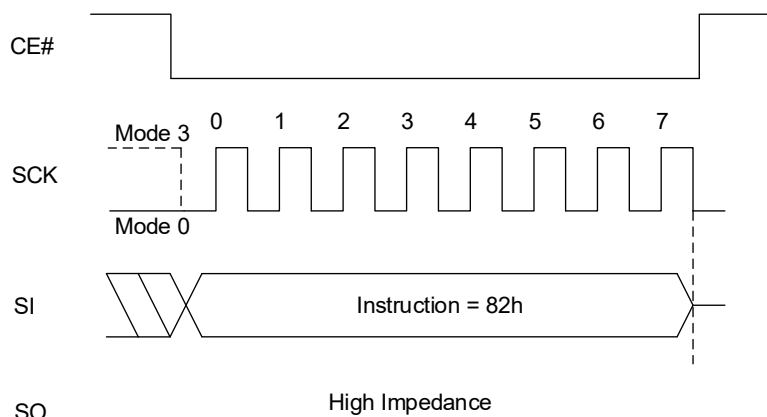 CE#
Mode 3
0 1 2 3 4 5 6 7
SCK
Mode 0
SI
Instruction = 82h
High Impedance
SO